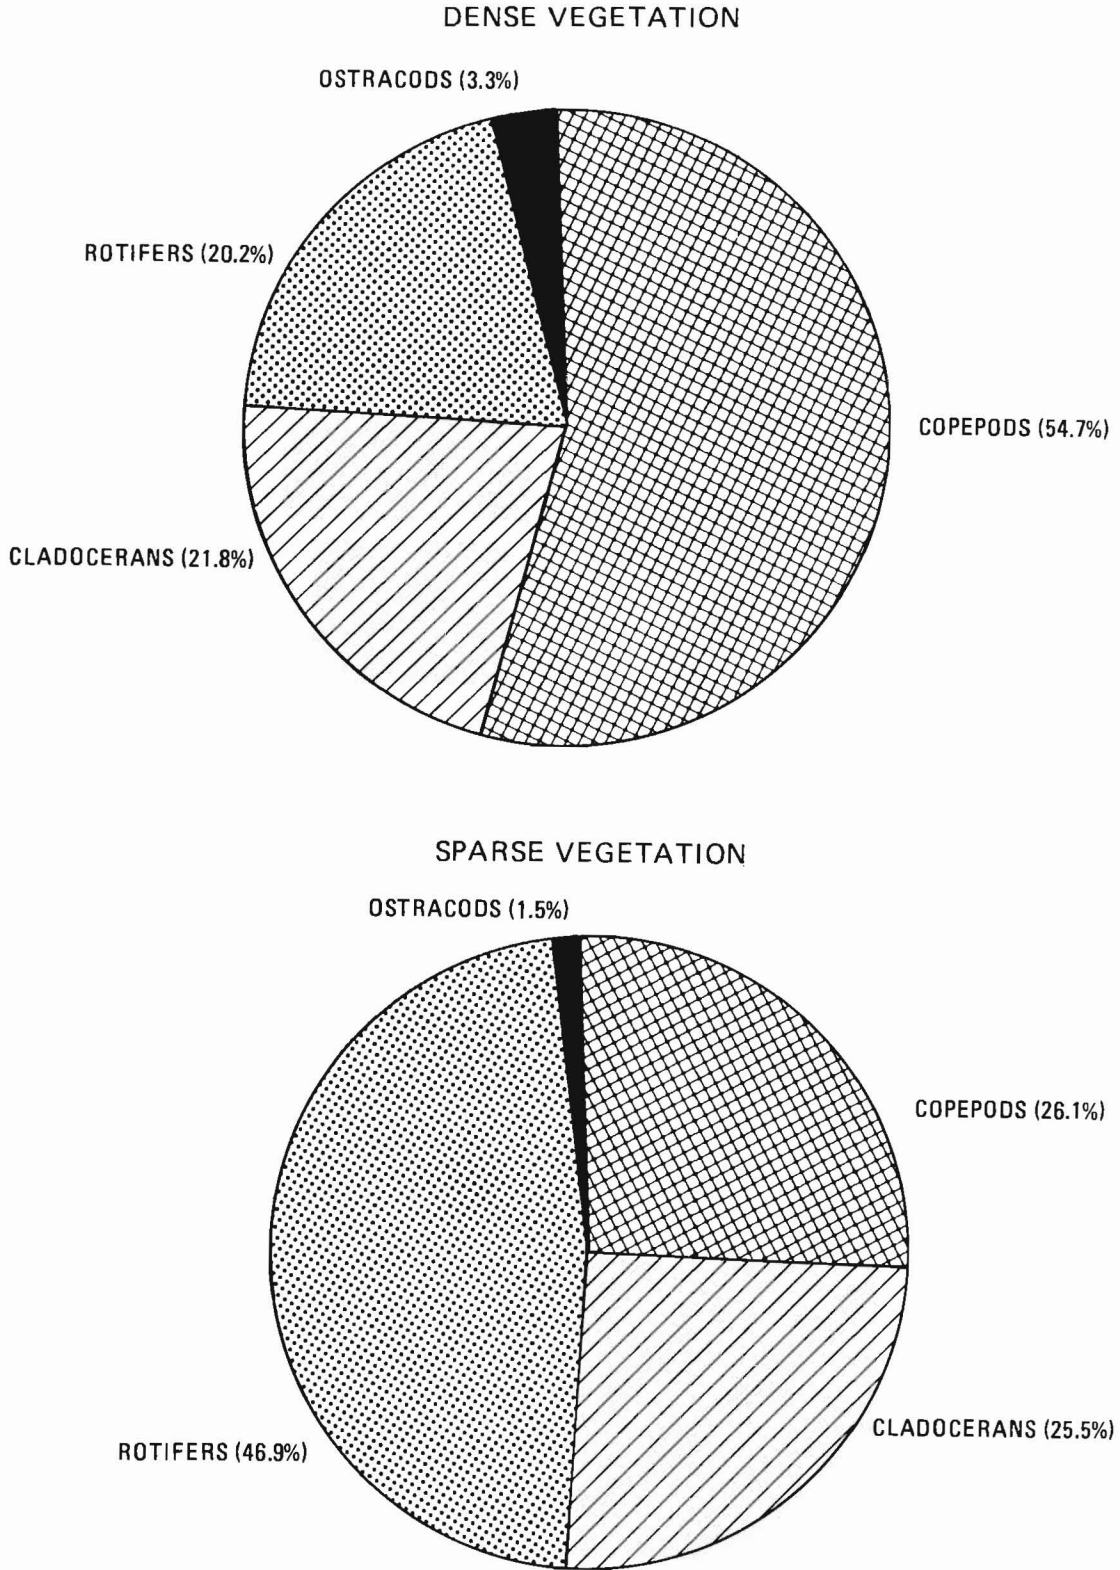 DENSE VEGETATION
OSTRACODS (3.3%)
ROTIFERS (20.2%)
COPEPODS (54.7%)
CLADOCERANS (21.8%)
SPARSE VEGETATION
OSTRACODS (1.5%)
COPEPODS (26.1%)
CLADOCERANS (25.5%)
ROTIFERS (46.9%)